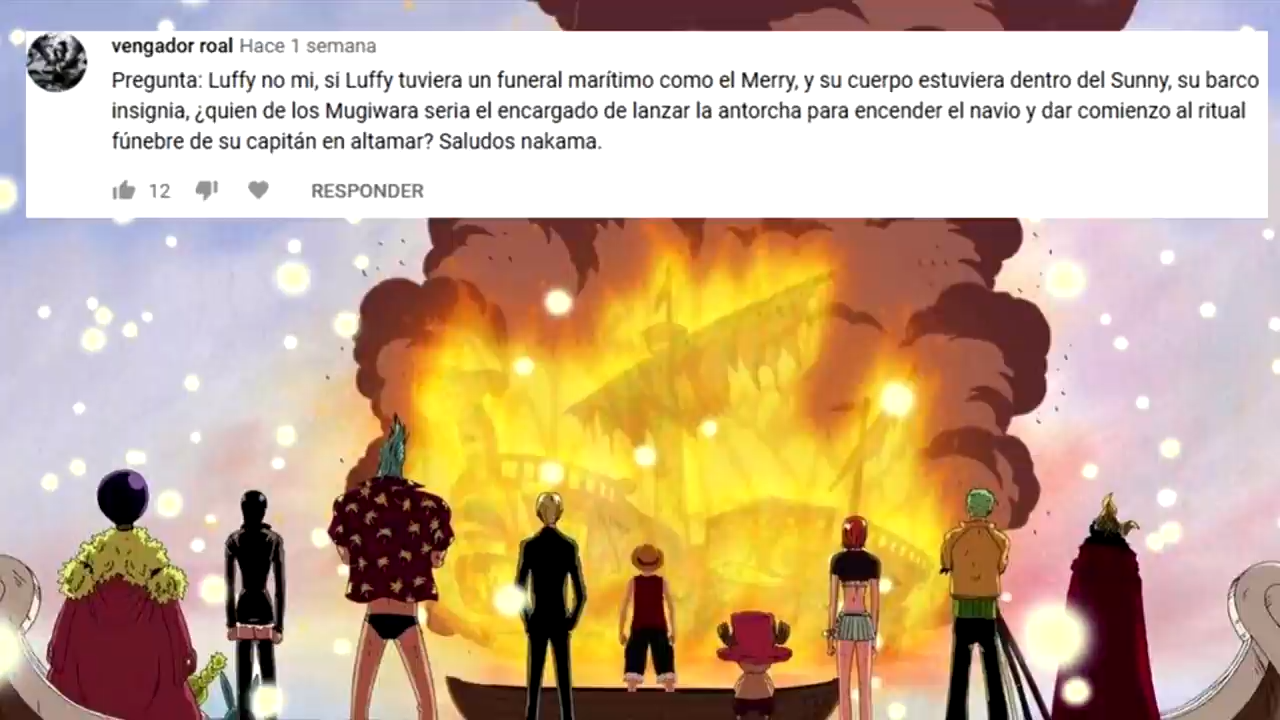 vengador roal Hace 1 semana
Pregunta: Luffy no mi, si Luffy tuviera un funeral marítimo como el Merry, y su cuerpo estuviera dentro del Sunny, su barco
insignia, ¿quien de los Mugiwara seria el encargado de lanzar la antorcha para encender el navio y dar comienzo al ritual
fúnebre de su capitán en altamar? Saludos nakama.
12 RESPONDER